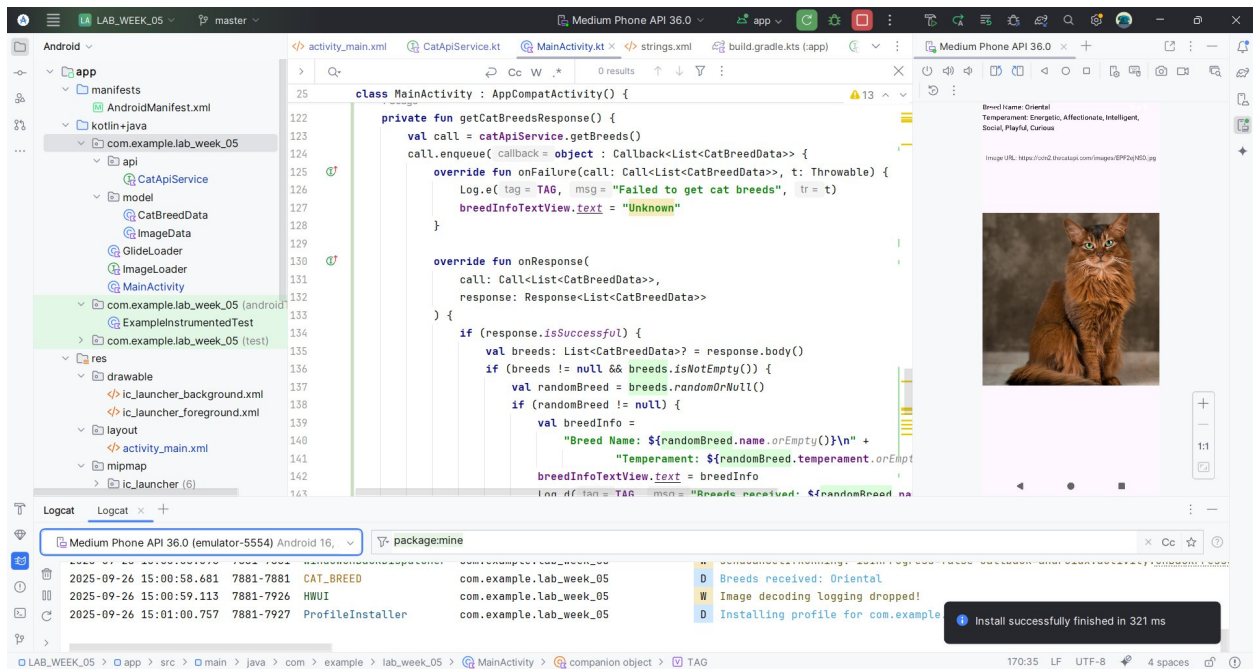 LA LAB_WEEK_05 master Medium Phone API 36.0 app
Android
activity_main.xml CatApiService.kt MainActivity.kt strings.xml build.gradle.kts (:app) Medium Phone API 36.0
Cc W .* 0 results
app
manifests
AndroidManifest.xml
kotlin+java
com.example.lab_week_05
api
CatApiService
model
CatBreedData
ImageData
GlideLoader
ImageLoader
MainActivity
com.example.lab_week_05 (android
ExampleInstrumentedTest
com.example.lab_week_05 (test)
res
drawable
ic_launcher_background.xml
ic_launcher_foreground.xml
layout
activity_main.xml
mipmap
ic_launcher (6)
25 class MainActivity : AppCompatActivity() {
13
122 private fun getCatBreedsResponse() {
123 val call = catApiService.getBreeds()
124 call.enqueue( callback = object : Callback<List<CatBreedData>> {
125 override fun onFailure(call: Call<List<CatBreedData>>, t: Throwable) {
126 Log.e( tag = TAG, msg = "Failed to get cat breeds", tr = t)
127 breedInfoTextView.text = "Unknown"
128 }
129
130 override fun onResponse(
131 call: Call<List<CatBreedData>>,
132 response: Response<List<CatBreedData>>
133 ) {
134 if (response.isSuccessful) {
135 val breeds: List<CatBreedData>? = response.body()
136 if (breeds != null && breeds.isNotEmpty()) {
137 val randomBreed = breeds.randomOrNull()
138 if (randomBreed != null) {
139 val breedInfo =
140 "Breed Name: ${randomBreed.name.orEmpty()}\n" +
141 "Temperament: ${randomBreed.temperament.orEmpt
142 breedInfoTextView.text = breedInfo
143 Log.d( tag = TAG, msg = "Breeds received: ${randomBreed.na
Breed Name: Oriental
Temperament: Energetic, Affectionate, Intelligent,
Social, Playful, Curious
Image URL: https://cdn2.thecatapi.com/images/
1:1
Logcat Logcat
Medium Phone API 36.0 (emulator-5554) Android 16,
package:mine
Cc
2025-09-26 15:00:58.681 7881-7881 CAT_BREED com.example.lab_week_05 D Breeds received: Oriental
2025-09-26 15:00:59.113 7881-7926 HWUI com.example.lab_week_05 W Image decoding logging dropped!
2025-09-26 15:01:00.757 7881-7927 ProfileInstaller com.example.lab_week_05 D Installing profile for com.example
Install successfully finished in 321 ms
LAB_WEEK_05 > app > src > main > java > com > example > lab_week_05 > MainActivity > companion object > TAG
170:35 LF UTF-8 4 spaces